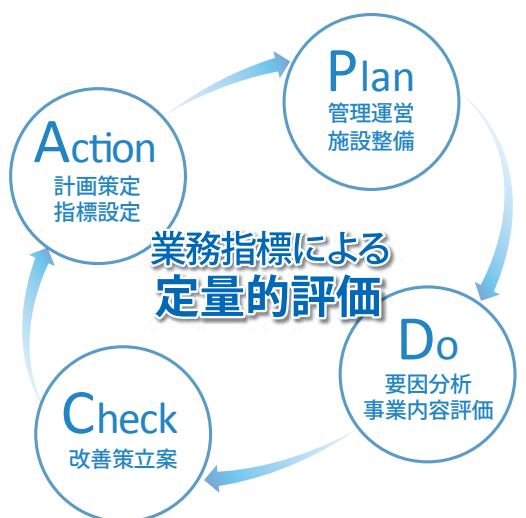 Plan
管理運営
施設整備
Action
計画策定
指標設定
業務指標による
定量的評価
Do
要因分析
事業内容評価
Check
改善策立案